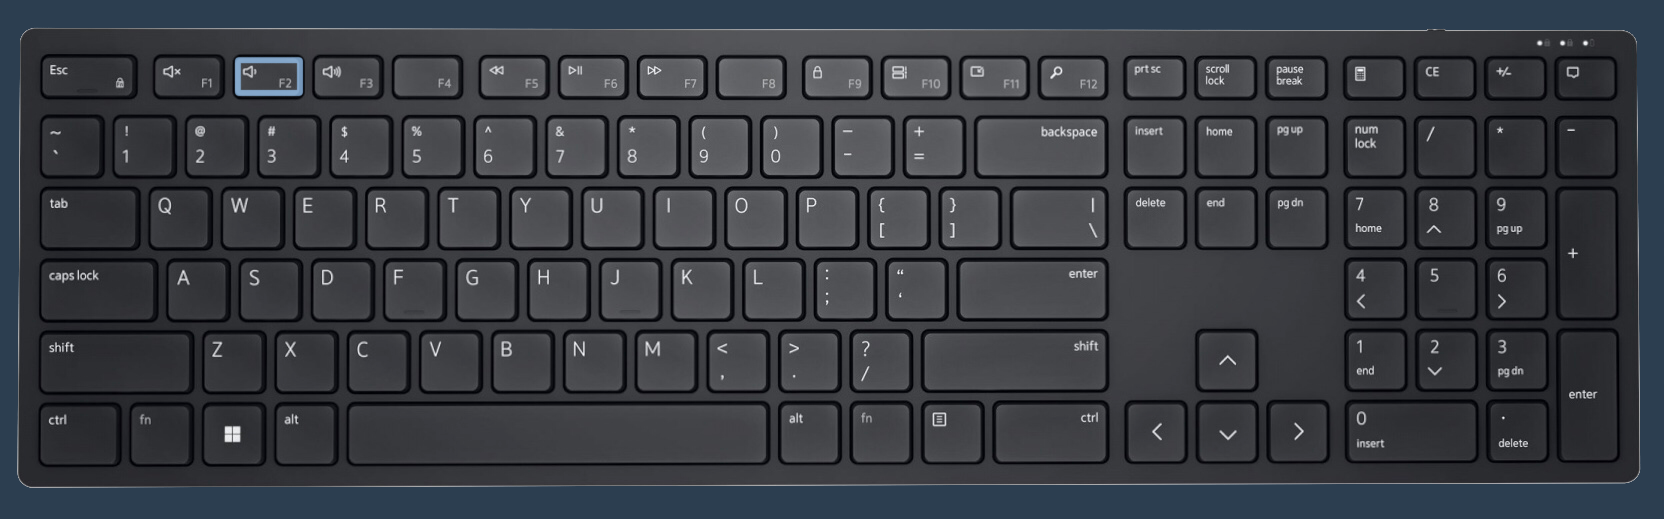 Esc F1 F2 F3 F4 F5 F6 F7 F8 F9 F10 F11 F12 prt sc scroll lock pause break CE +/-
~ ! @ # $ % ^ & * ( ) _ + backspace insert home pg up num lock / * -
` 1 2 3 4 5 6 7 8 9 0 - =
tab Q W E R T Y U I O P { } | delete end pg dn 7 8 9
[ ] \ home pg up +
caps lock A S D F G H J K L : “ enter 4 5 6
; ‘
shift Z X C V B N M < > ? shift 1 2 3
, . / end pg dn enter
ctrl fn alt alt fn ctrl 0 .
insert delete